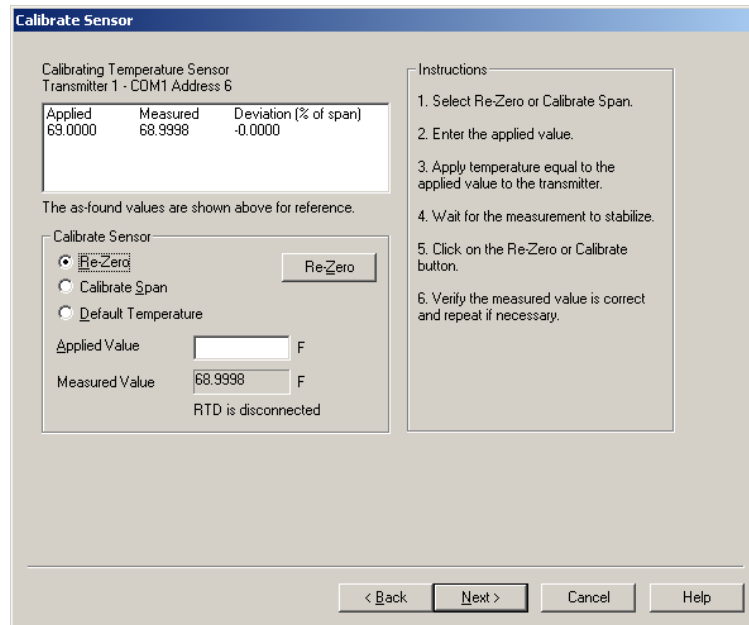 Calibrate Sensor
Calibrating Temperature Sensor
Transmitter 1 - COM1 Address 6
Applied Measured Deviation (% of span)
69.0000 68.9998 -0.0000
The as-found values are shown above for reference.
Calibrate Sensor
Re-Zero
Re-Zero
Calibrate Span
Default Temperature
Applied Value F
Measured Value 68.9998 F
RTD is disconnected
Instructions
1. Select Re-Zero or Calibrate Span.
2. Enter the applied value.
3. Apply temperature equal to the
applied value to the transmitter.
4. Wait for the measurement to stabilize.
5. Click on the Re-Zero or Calibrate
button.
6. Verify the measured value is correct
and repeat if necessary.
< Back
Next >
Cancel
Help